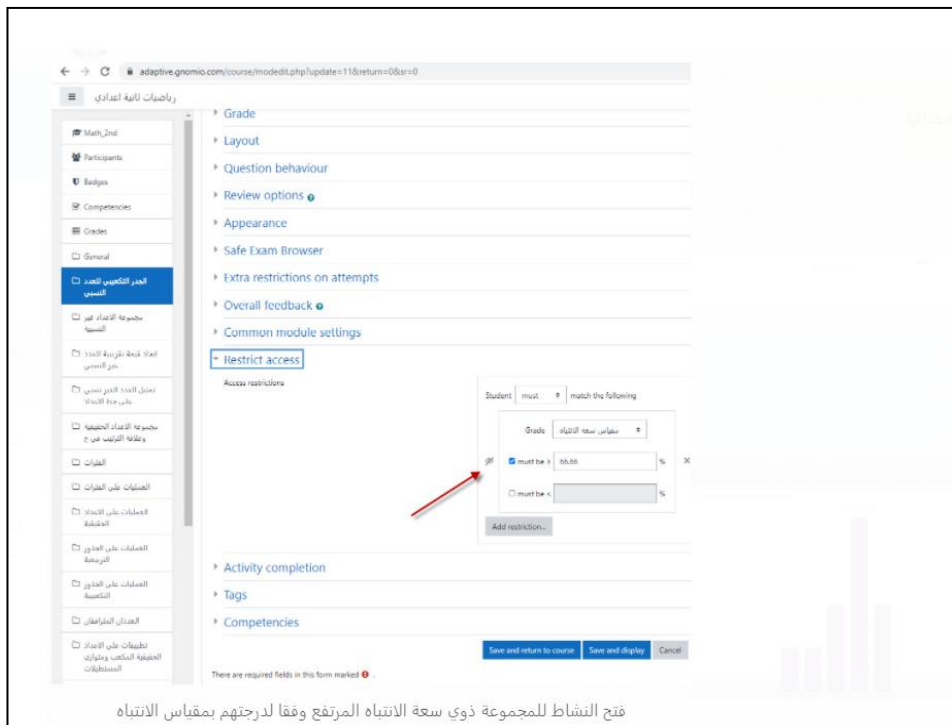 adaptive.gnomio.com/course/modedit.php?update=11&return=0&sr=0
رياضيات ثانية اعدادي
Math_2nd
Participants
Badges
Competencies
Grades
General
الجذر التكعيبي للعدد
النسبي
مجموعة الاعداد غير
النسبية
ايجاد قيمة تقريبية للعدد
غير النسبي
تمثيل العدد الغير نسبي
على خط الاعداد
مجموعة الاعداد الحقيقية
وعلاقة الترتيب في ح
الفترات
العمليات على الفترات
العمليات على الاعداد
الحقيقية
العمليات على الجذور
التربيعية
العمليات على الجذور
التكعيبية
العددان المترافقان
تطبيقات على الاعداد
الحقيقية المكعب ومتوازى
المستطيلات
Grade
Layout
Question behaviour
Review options
Appearance
Safe Exam Browser
Extra restrictions on attempts
Overall feedback
Common module settings
Restrict access
Access restrictions
Student must match the following
Grade مقياس سعة الانتباه
must be ≥ 66.66 %
must be < %
Add restriction...
Activity completion
Tags
Competencies
Save and return to course Save and display Cancel
There are required fields in this form marked .
فتح النشاط للمجموعة ذوي سعة الانتباه المرتفع وفقا لدرجتهم بمقياس الانتباه